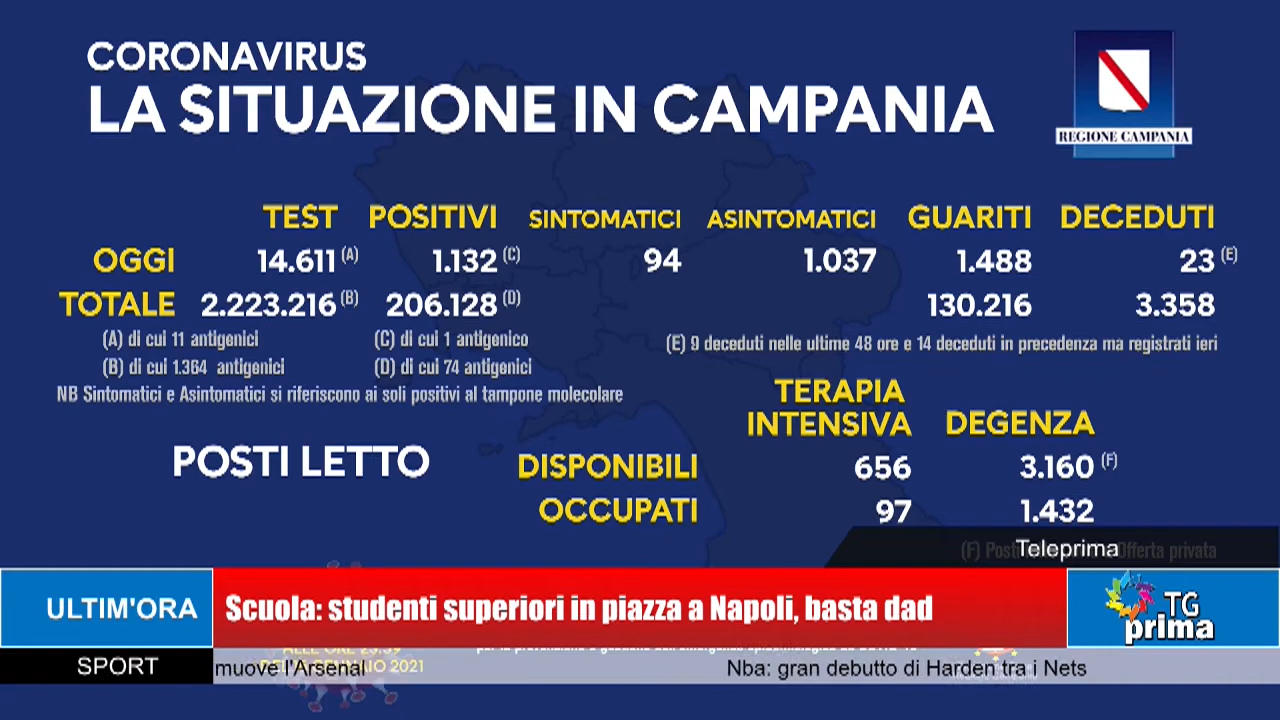 CORONAVIRUS
LA SITUAZIONE IN CAMPANIA
REGIONE CAMPANIA
TEST POSITIVI SINTOMATICI ASINTOMATICI GUARITI DECEDUTI
OGGI 14.611 (A) 1.132 (C) 94 1.037 1.488 23 (E)
TOTALE 2.223.216 (B) 206.128 (D) 130.216 3.358
(A) di cui 11 antigenici (C) di cui 1 antigenico (E) 9 deceduti nelle ultime 48 ore e 14 deceduti in precedenza ma registrati ieri
(B) di cui 1.364 antigenici (D) di cui 74 antigenici
NB Sintomatici e Asintomatici si riferiscono ai soli positivi al tampone molecolare
TERAPIA
INTENSIVA DEGENZA
POSTI LETTO DISPONIBILI 656 3.160 (F)
OCCUPATI 97 1.432
(F) Post Offerta privata
Teleprima
ULTIM'ORA Scuola: studenti superiori in piazza a Napoli, basta dad TG
prima
SPORT muove l'Arsenal Nba: gran debutto di Harden tra i Nets
2021